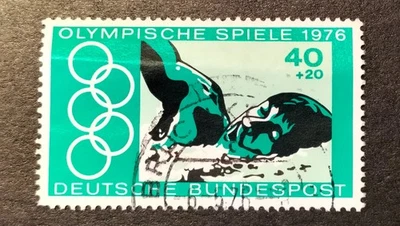 OLYMPISCHE SPIELE 1976
40
+20
DEUTSCHE BUNDESPOST